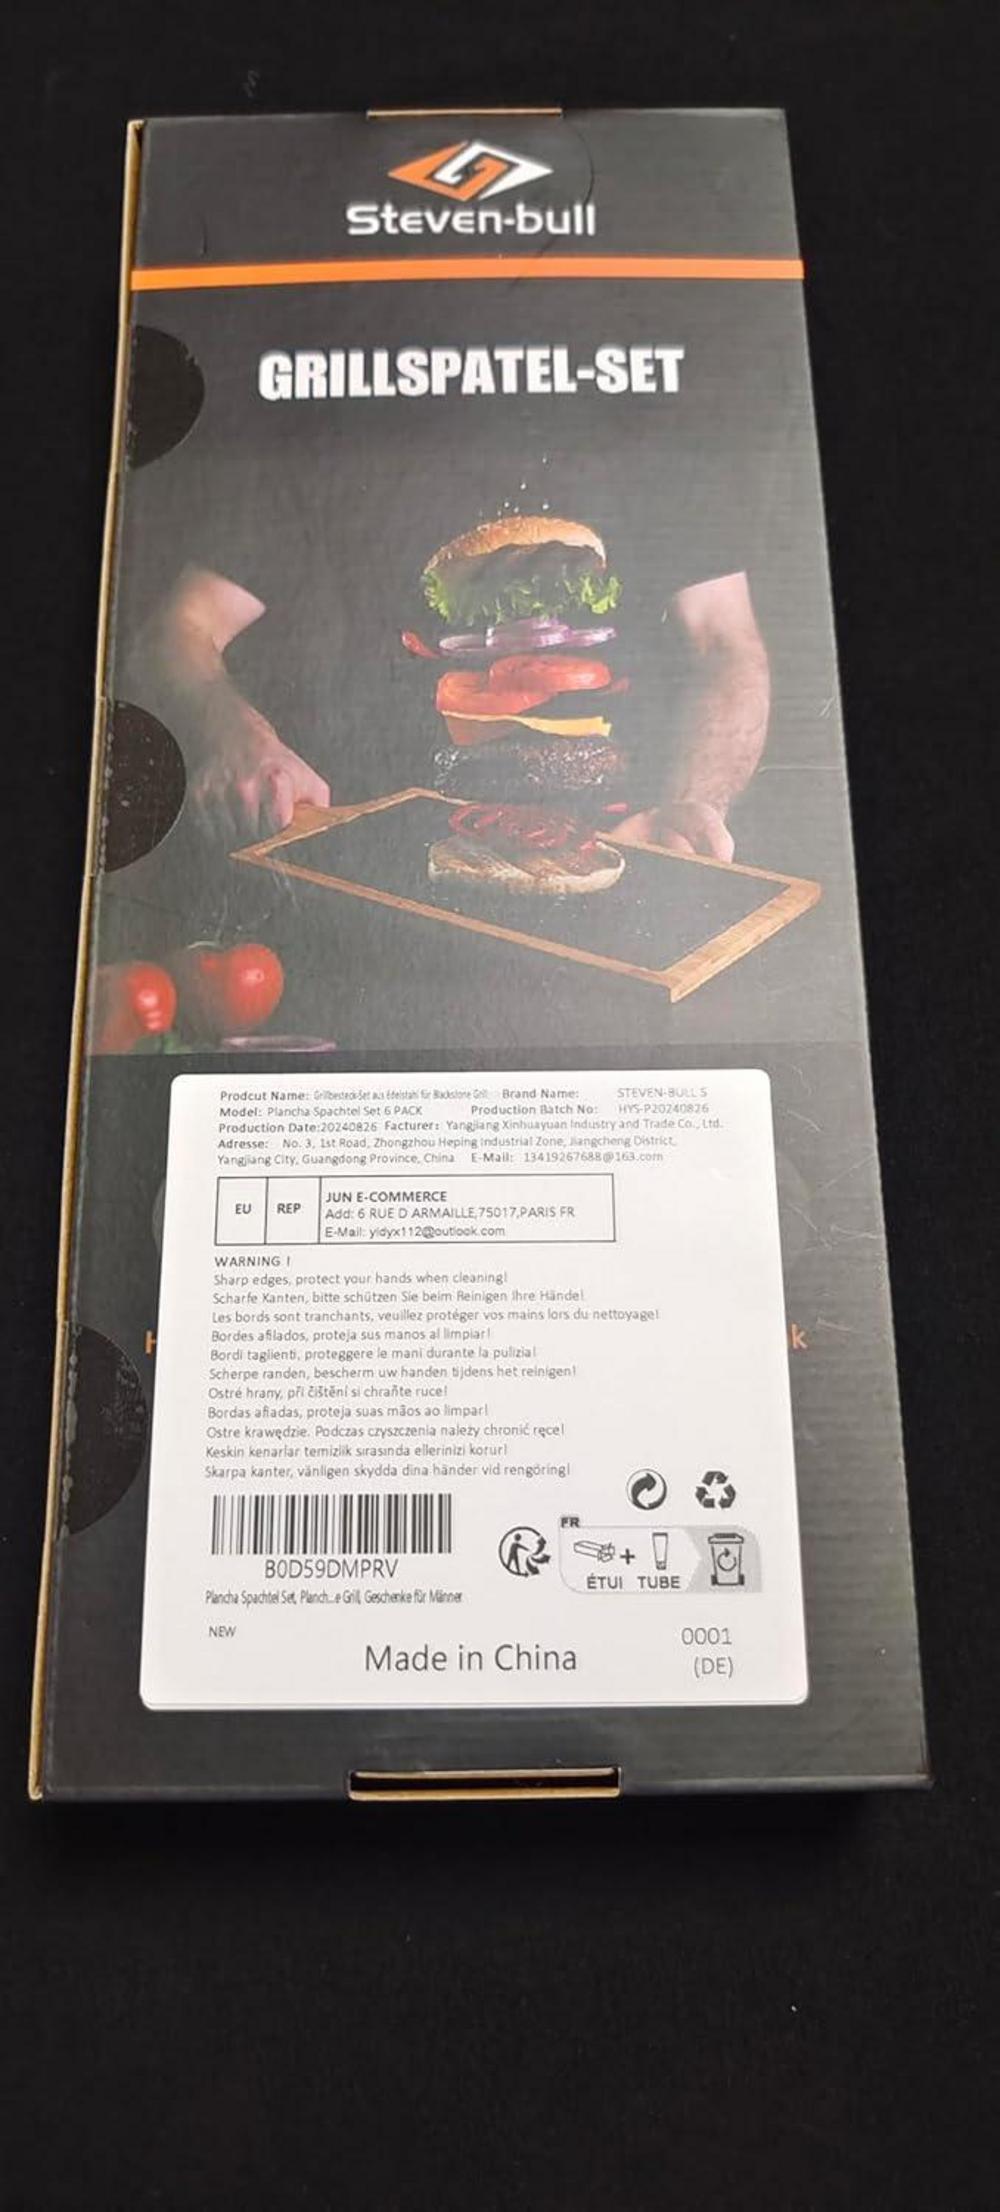 Steven-bull
GRILLSPATEL-SET
Prodcut Name: Grillbesteck-Set aus Edelstahl für Blackstone Grill Brand Name: STEVEN-BULL S
Model: Plancha Spachtel Set 6 PACK Production Batch No: HYS-P20240826
Production Date:20240826 Facturer: Yangjiang Xinhuayuan Industry and Trade Co., Ltd.
Adresse: No. 3, 1st Road, Zhongzhou Heping Industrial Zone, Jiangcheng District,
Yangjiang City, Guangdong Province, China E-Mail: 13419267688@163.com
EU REP JUN E-COMMERCE
Add: 6 RUE D ARMAILLE,75017,PARIS FR
E-Mail: yidyx112@outlook.com
WARNING !
Sharp edges, protect your hands when cleaning!
Scharfe Kanten, bitte schützen Sie beim Reinigen Ihre Hände!
Les bords sont tranchants, veuillez protéger vos mains lors du nettoyage!
Bordes afilados, proteja sus manos al limpiar!
Bordi taglienti, proteggere le mani durante la pulizia!
Scherpe randen, bescherm uw handen tijdens het reinigen!
Ostré hrany, při čištění si chraňte ruce!
Bordas afiadas, proteja suas mãos ao limpar!
Ostre krawędzie. Podczas czyszczenia należy chronić ręce!
Keskin kenarlar temizlik sırasında ellerinizi korur!
Skarpa kanter, vänligen skydda dina händer vid rengöring!
H k
FR
ÉTUI + TUBE
B0D59DMPRV
Plancha Spachtel Set, Planch...e Grill, Geschenke für Männer
NEW
Made in China
0001
(DE)